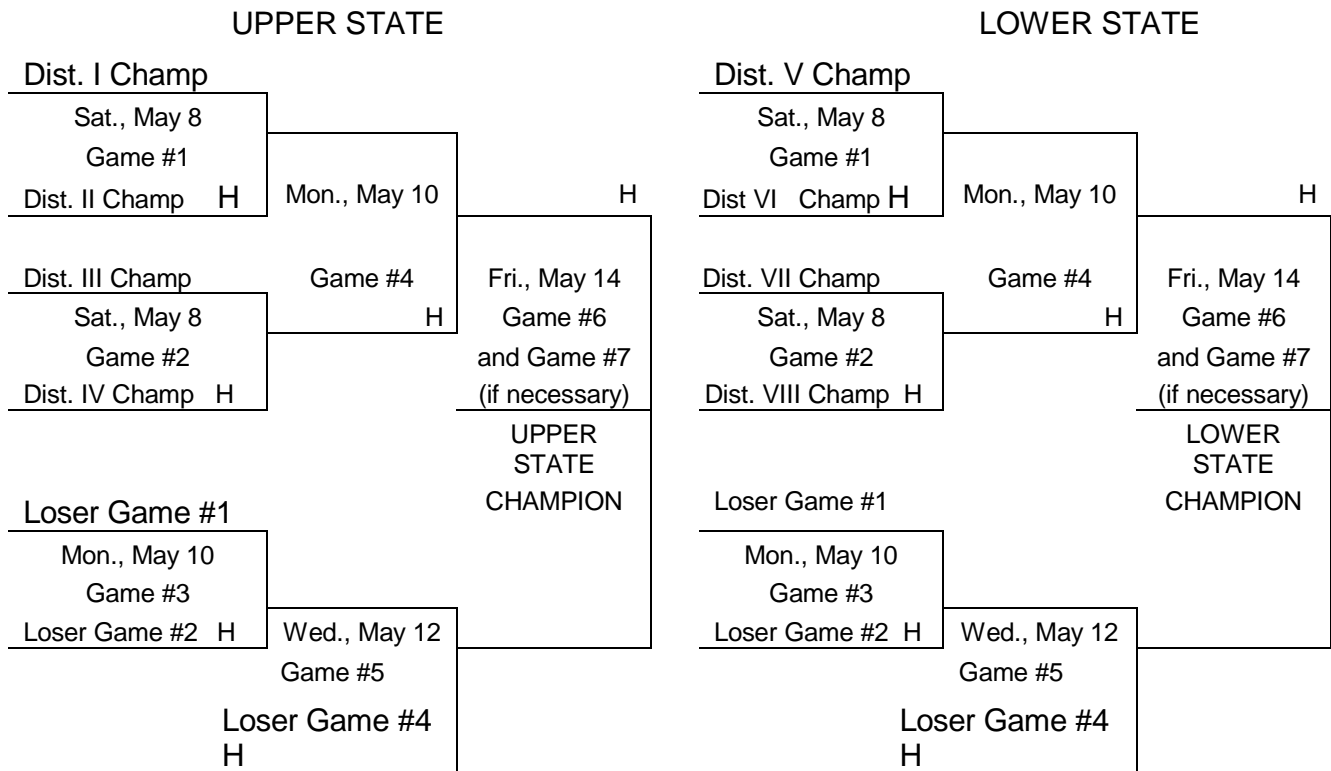 UPPER STATE
Dist. I Champ
Sat., May 8
Game #1
Dist. II Champ H
Mon., May 10
H
Dist. III Champ
Game #4
Fri., May 14
Sat., May 8
H
Game #6
Game #2
and Game #7
Dist. IV Champ H
(if necessary)
UPPER
STATE
CHAMPION
Loser Game #1
Mon., May 10
Game #3
Loser Game #2 H
Wed., May 12
Game #5
Loser Game #4
H
LOWER STATE
Dist. V Champ
Sat., May 8
Game #1
Dist VI Champ H
Mon., May 10
H
Dist. VII Champ
Game #4
Fri., May 14
Sat., May 8
H
Game #6
Game #2
and Game #7
Dist. VIII Champ H
(if necessary)
LOWER
STATE
CHAMPION
Loser Game #1
Mon., May 10
Game #3
Loser Game #2 H
Wed., May 12
Game #5
Loser Game #4
H